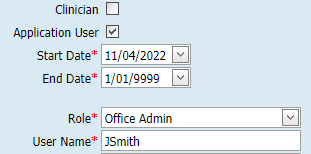 Clinician
Application User
Start Date* 11/04/2022
End Date* 1/01/9999
Role* Office Admin
User Name* JSmith